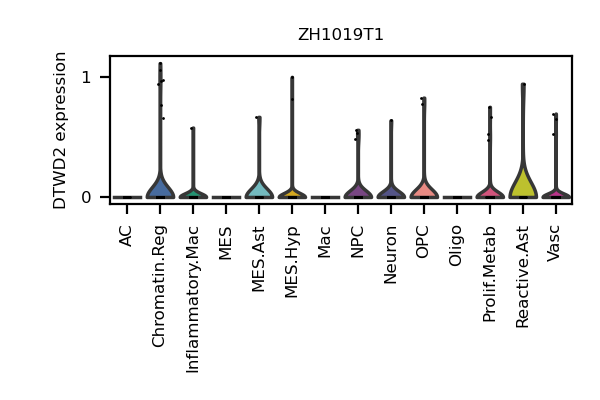 ZH1019T1
DTWD2 expression
1
0
AC
Chromatin.Reg
Inflammatory.Mac
MES
MES.Ast
MES.Hyp
Mac
NPC
Neuron
OPC
Oligo
Prolif.Metab
Reactive.Ast
Vasc